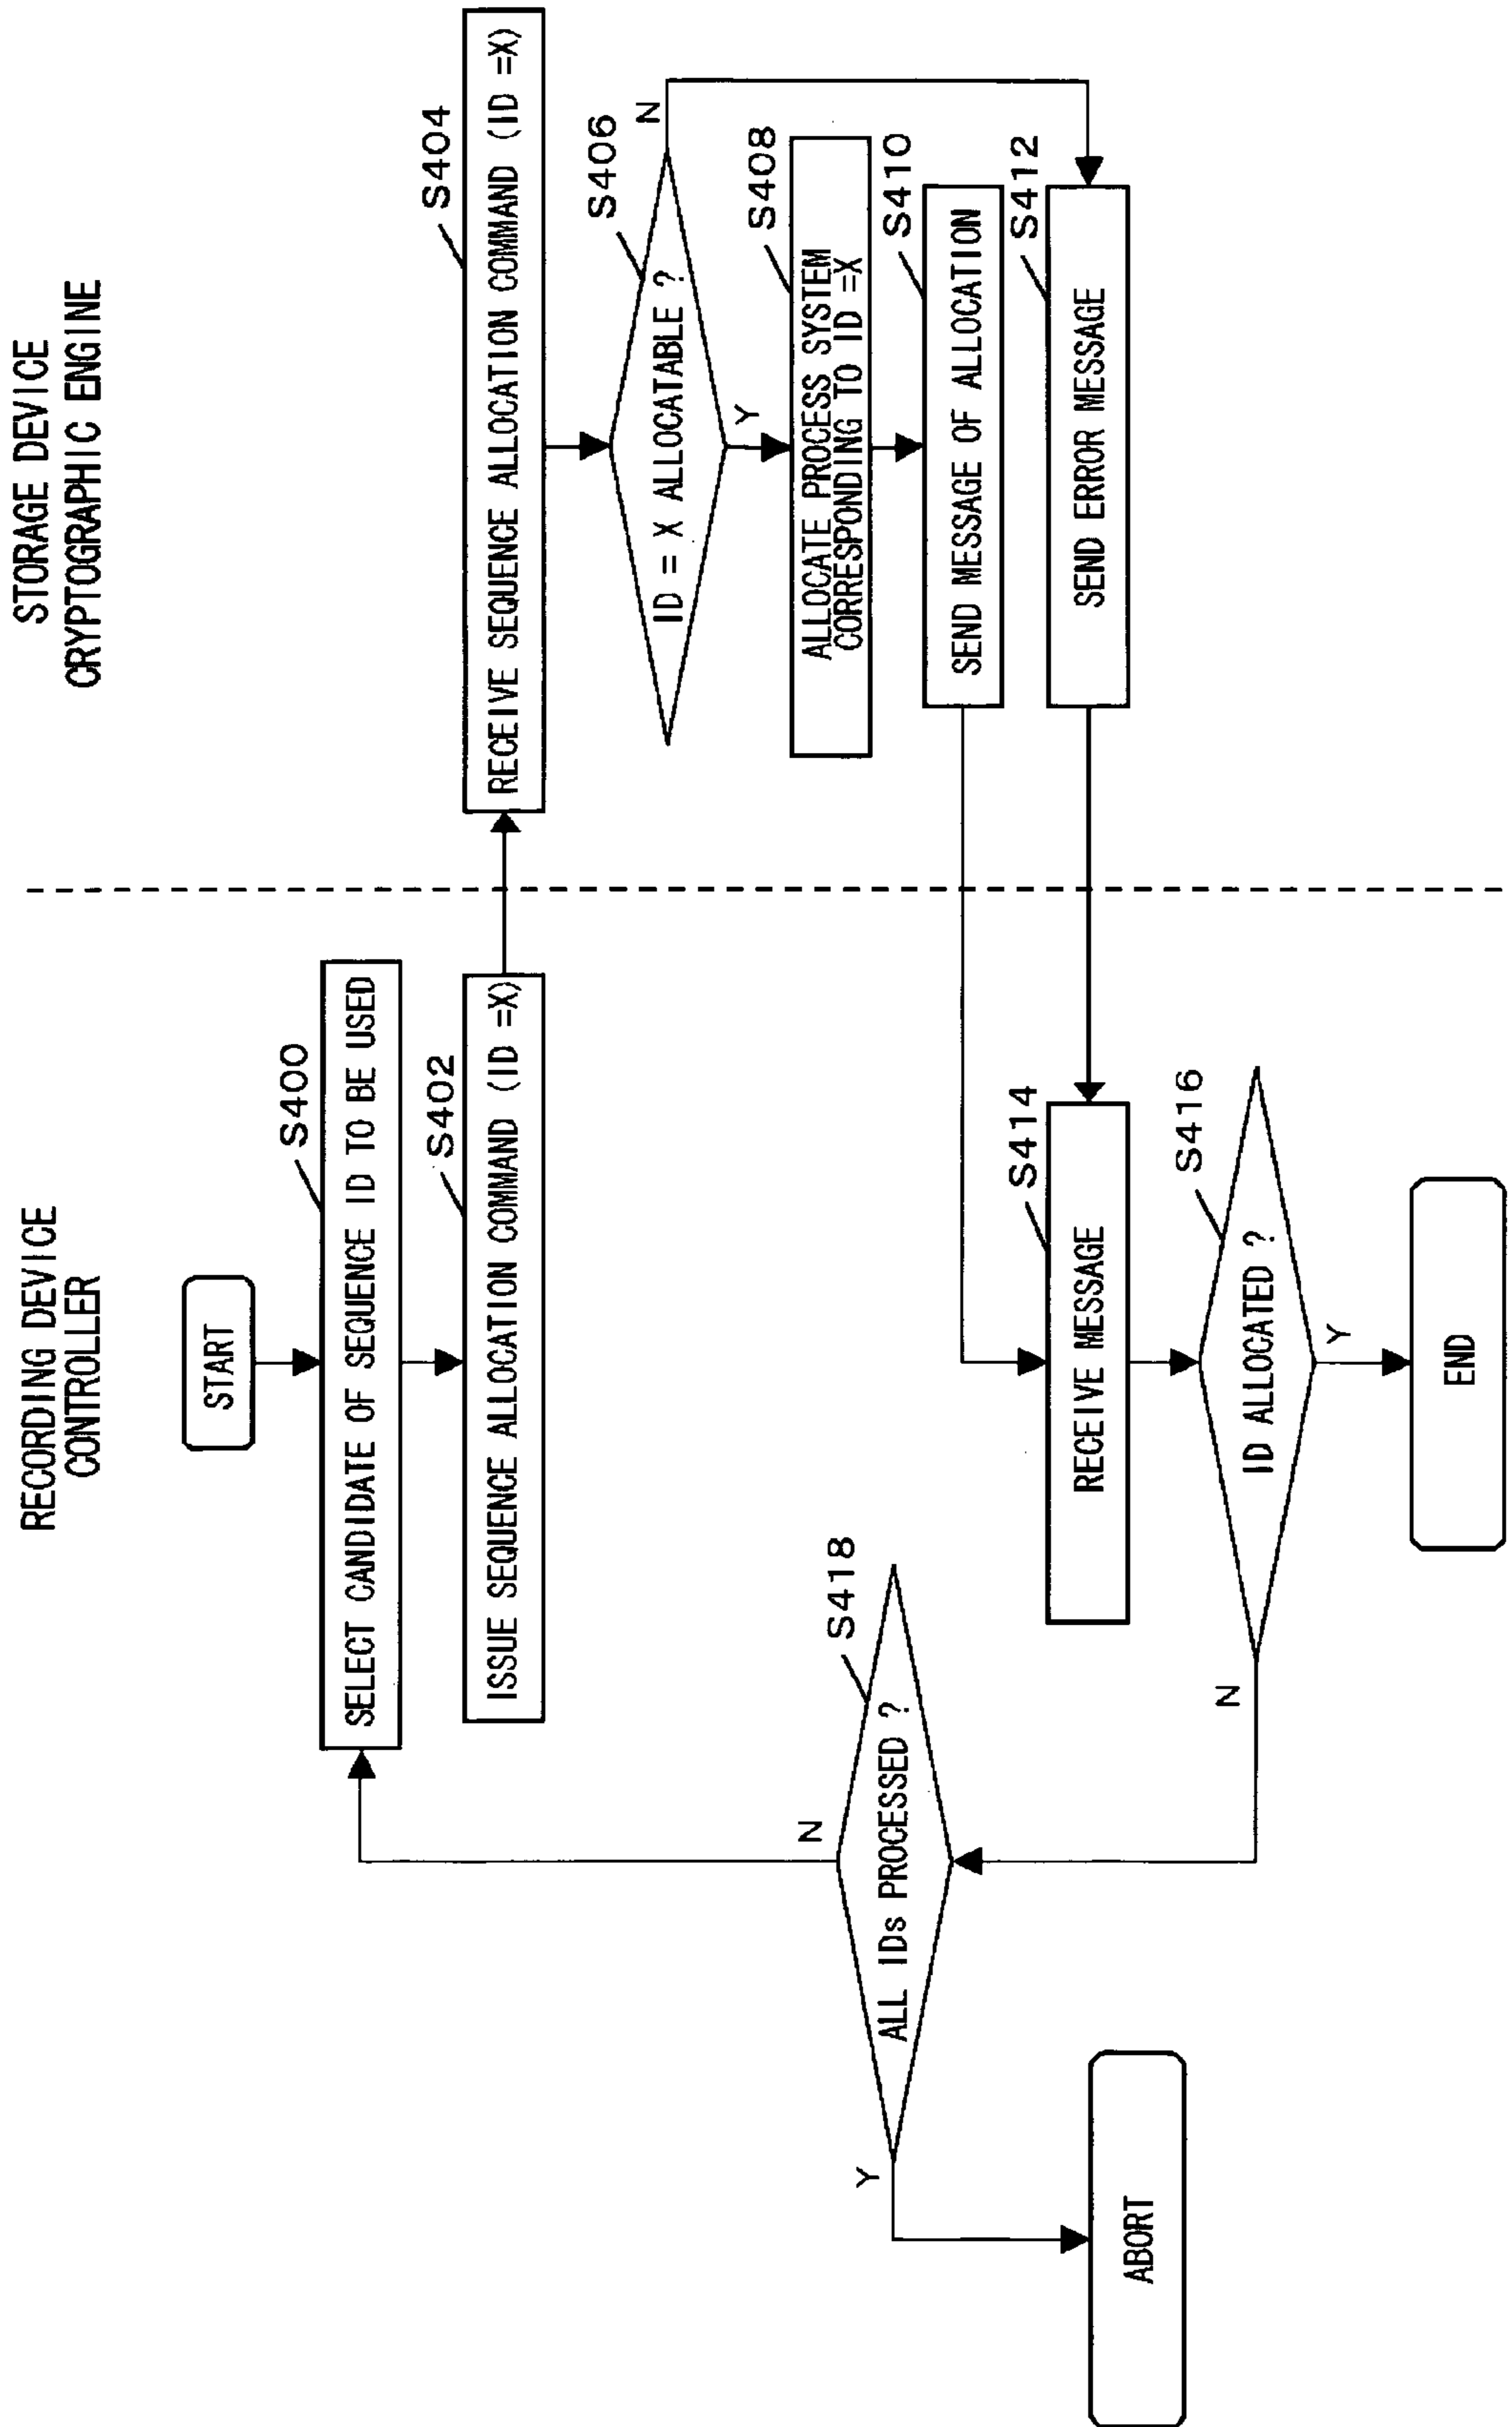 RECORDING DEVICE
CONTROLLER
STORAGE DEVICE
CRYPTOGRAPHIC ENGINE
START
S400
SELECT CANDIDATE OF SEQUENCE ID TO BE USED
S402
ISSUE SEQUENCE ALLOCATION COMMAND (ID =X)
S404
RECEIVE SEQUENCE ALLOCATION COMMAND (ID =X)
S406
ID = X ALLOCATABLE ?
N
Y
S408
ALLOCATE PROCESS SYSTEM
CORRESPONDING TO ID =X
S410
SEND MESSAGE OF ALLOCATION
S412
SEND ERROR MESSAGE
S414
RECEIVE MESSAGE
S416
ID ALLOCATED ?
N
Y
END
S418
ALL IDs PROCESSED ?
N
Y
ABORT